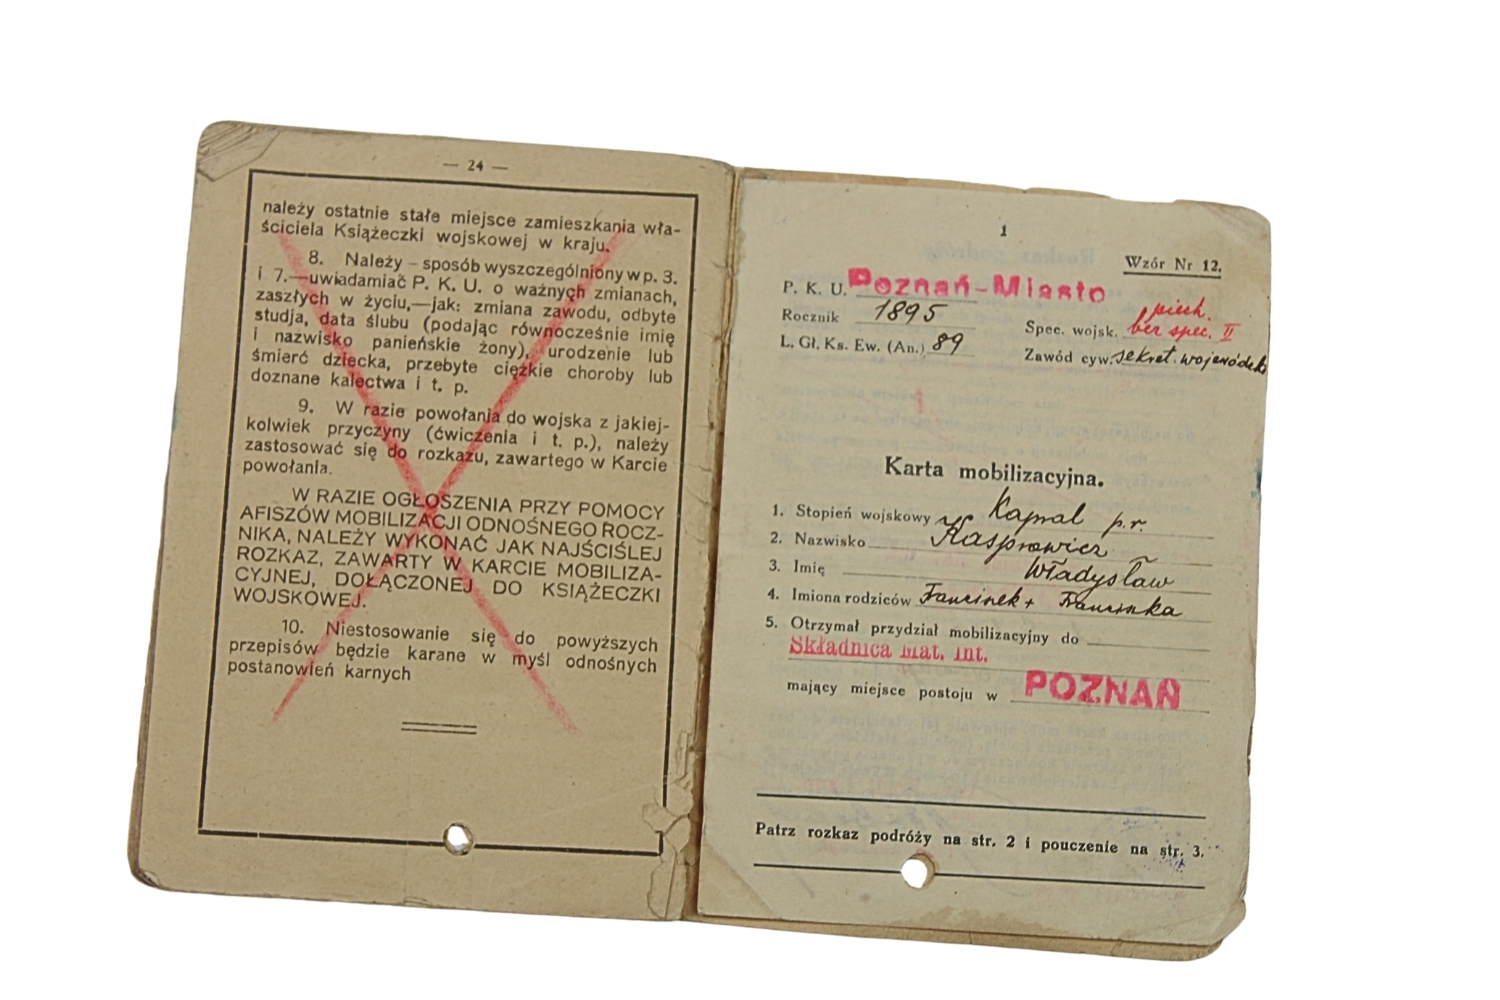 — 24 —
należy ostatnie stałe miejsce zamieszkania wła-
ściciela Książeczki wojskowej w kraju.
8. Należy – sposób wyszczególniony w p. 3.
i 7.—uwiadamiać P. K. U. o ważnych zmianach,
zaszłych w życiu,—jak: zmiana zawodu, odbyte
studja, data ślubu (podając równocześnie imię
i nazwisko panieńskie żony), urodzenie lub
śmierć dziecka, przebyte ciężkie choroby lub
doznane kalectwa i t. p.
9. W razie powołania do wojska z jakiej-
kolwiek przyczyny (ćwiczenia i t. p.), należy
zastosować się do rozkazu, zawartego w Karcie
powołania.
W RAZIE OGŁOSZENIA PRZY POMOCY
AFISZÓW MOBILIZACJI ODNOŚNEGO ROCZ-
NIKA, NALEŻY WYKONAĆ JAK NAJŚCIŚLEJ
ROZKAZ, ZAWARTY W KARCIE MOBILIZA-
CYJNEJ, DOŁĄCZONEJ DO KSIĄŻECZKI
WOJSKOWEJ.
10. Niestosowanie się do powyższych
przepisów będzie karane w myśl odnośnych
postanowień karnych
1
Wzór Nr 12.
P. K. U. Poznań-Miasto
Rocznik 1895
Spec. wojsk. piech. bez spec. II
L. Gł. Ks. Ew. (An.) 89
Zawód cyw. sekret. wojewódzki
Karta mobilizacyjna.
1. Stopień wojskowy Kapral p.r.
2. Nazwisko Kasprowicz
3. Imię Władysław
4. Imiona rodziców
5. Otrzymał przydział mobilizacyjny do
Składnica Mat. Int.
mający miejsce postoju w POZNAŃ
Patrz rozkaz podróży na str. 2 i pouczenie na str. 3.